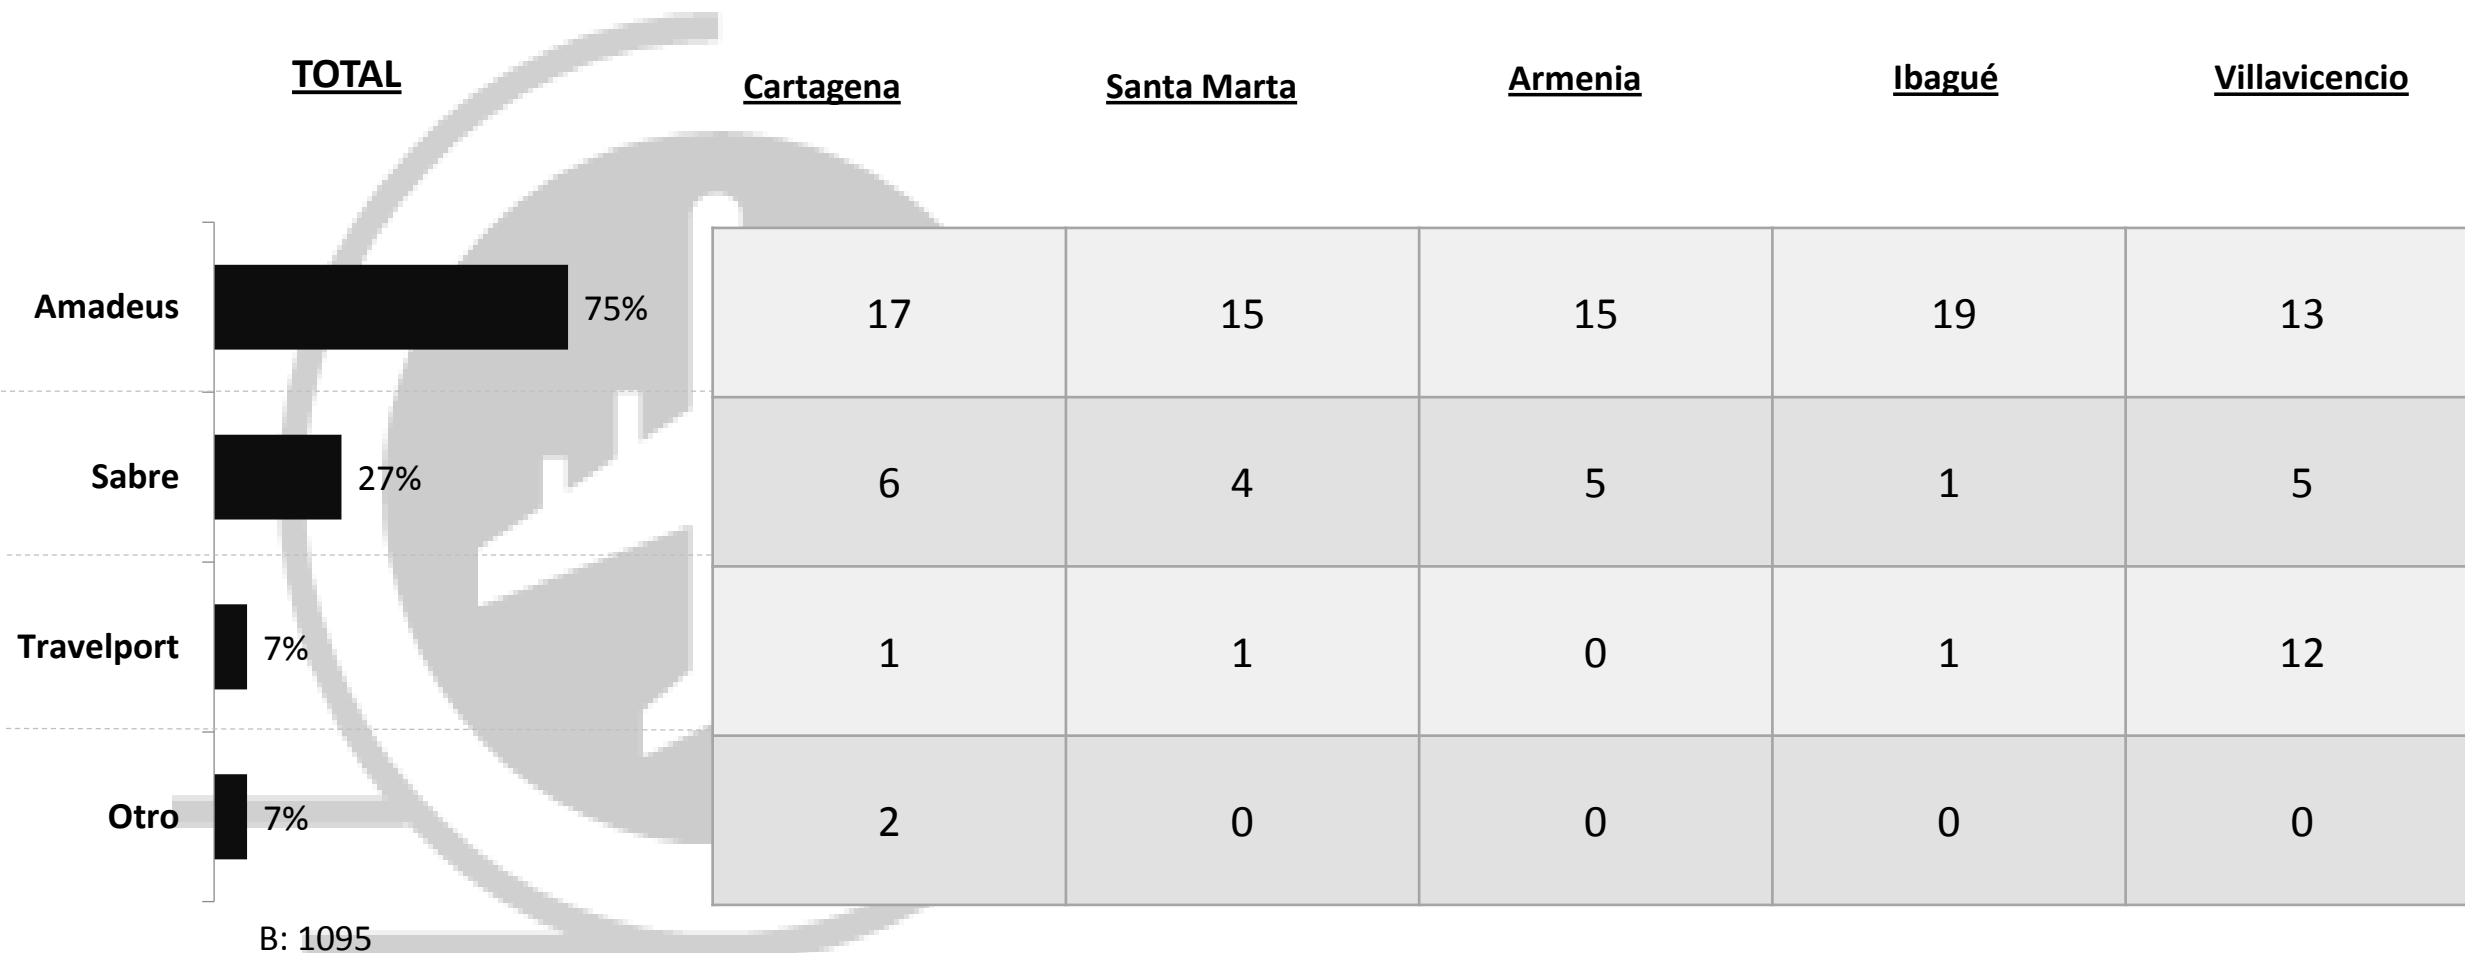 TOTAL Cartagena Santa Marta Armenia Ibagué Villavicencio
Amadeus 75% 17 15 15 19 13
Sabre 27% 6 4 5 1 5
Travelport 7% 1 1 0 1 12
Otro 7% 2 0 0 0 0
B: 1095